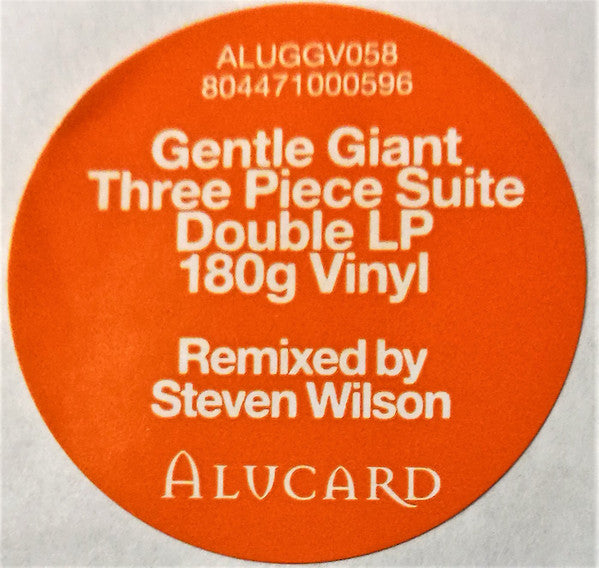 ALUGGV058
804471000596
Gentle Giant
Three Piece Suite
Double LP
180g Vinyl
Remixed by
Steven Wilson
ALUCARD